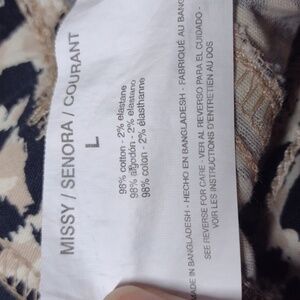 MISSY / SENORA / COURANT
L
98% cotton - 2% elastane
98% algodón - 2% elastano
98% coton - 2% élasthanne
MADE IN BANGLADESH - HECHO EN BANGLADESH - FABRIQUÉ AU BANG
SEE REVERSE FOR CARE - VER AL REVERSO PARA EL CUIDADO -
VOIR LES INSTRUCTIONS D'ENTRETIEN AU DOS